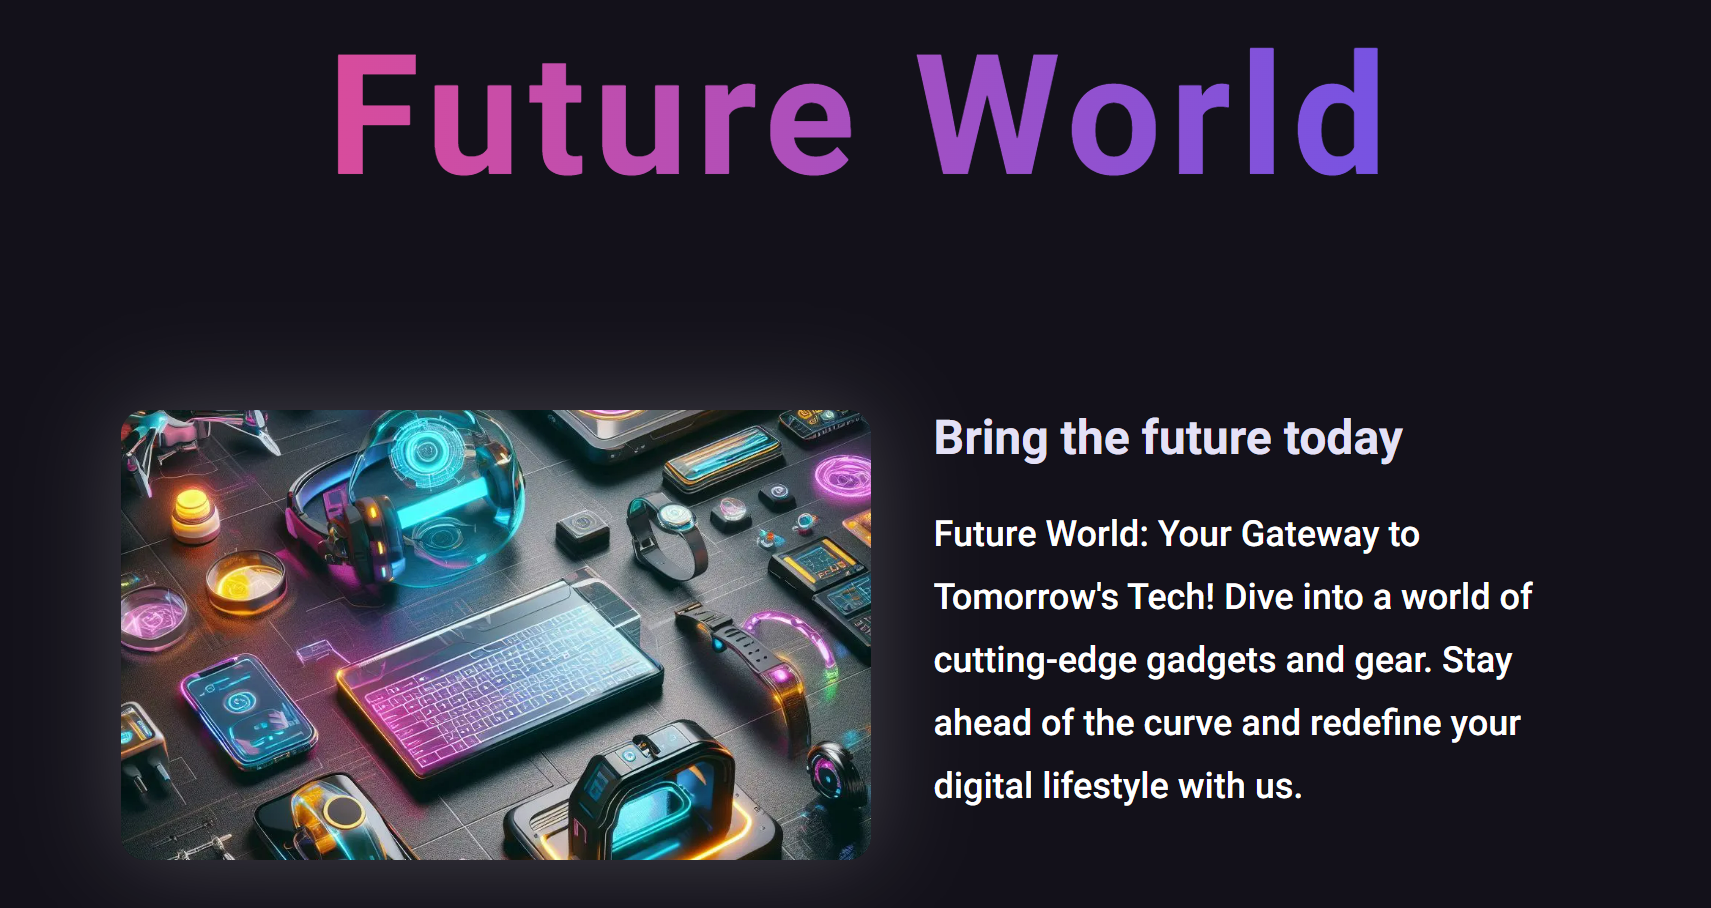 Future World
Bring the future today
Future World: Your Gateway to
Tomorrow's Tech! Dive into a world of
cutting-edge gadgets and gear. Stay
ahead of the curve and redefine your
digital lifestyle with us.